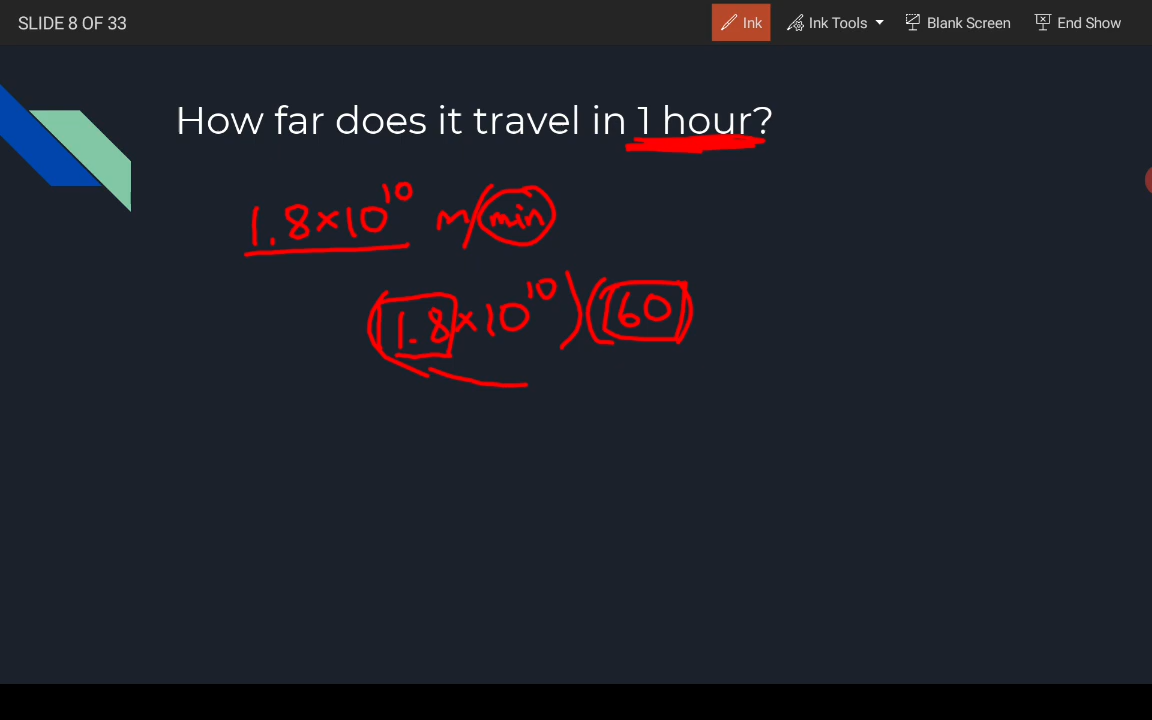 SLIDE 8 OF 33
Ink
Ink Tools
Blank Screen
End Show
How far does it travel in 1 hour?
1.8×10¹⁰ m/min
(1.8×10¹⁰)(60)